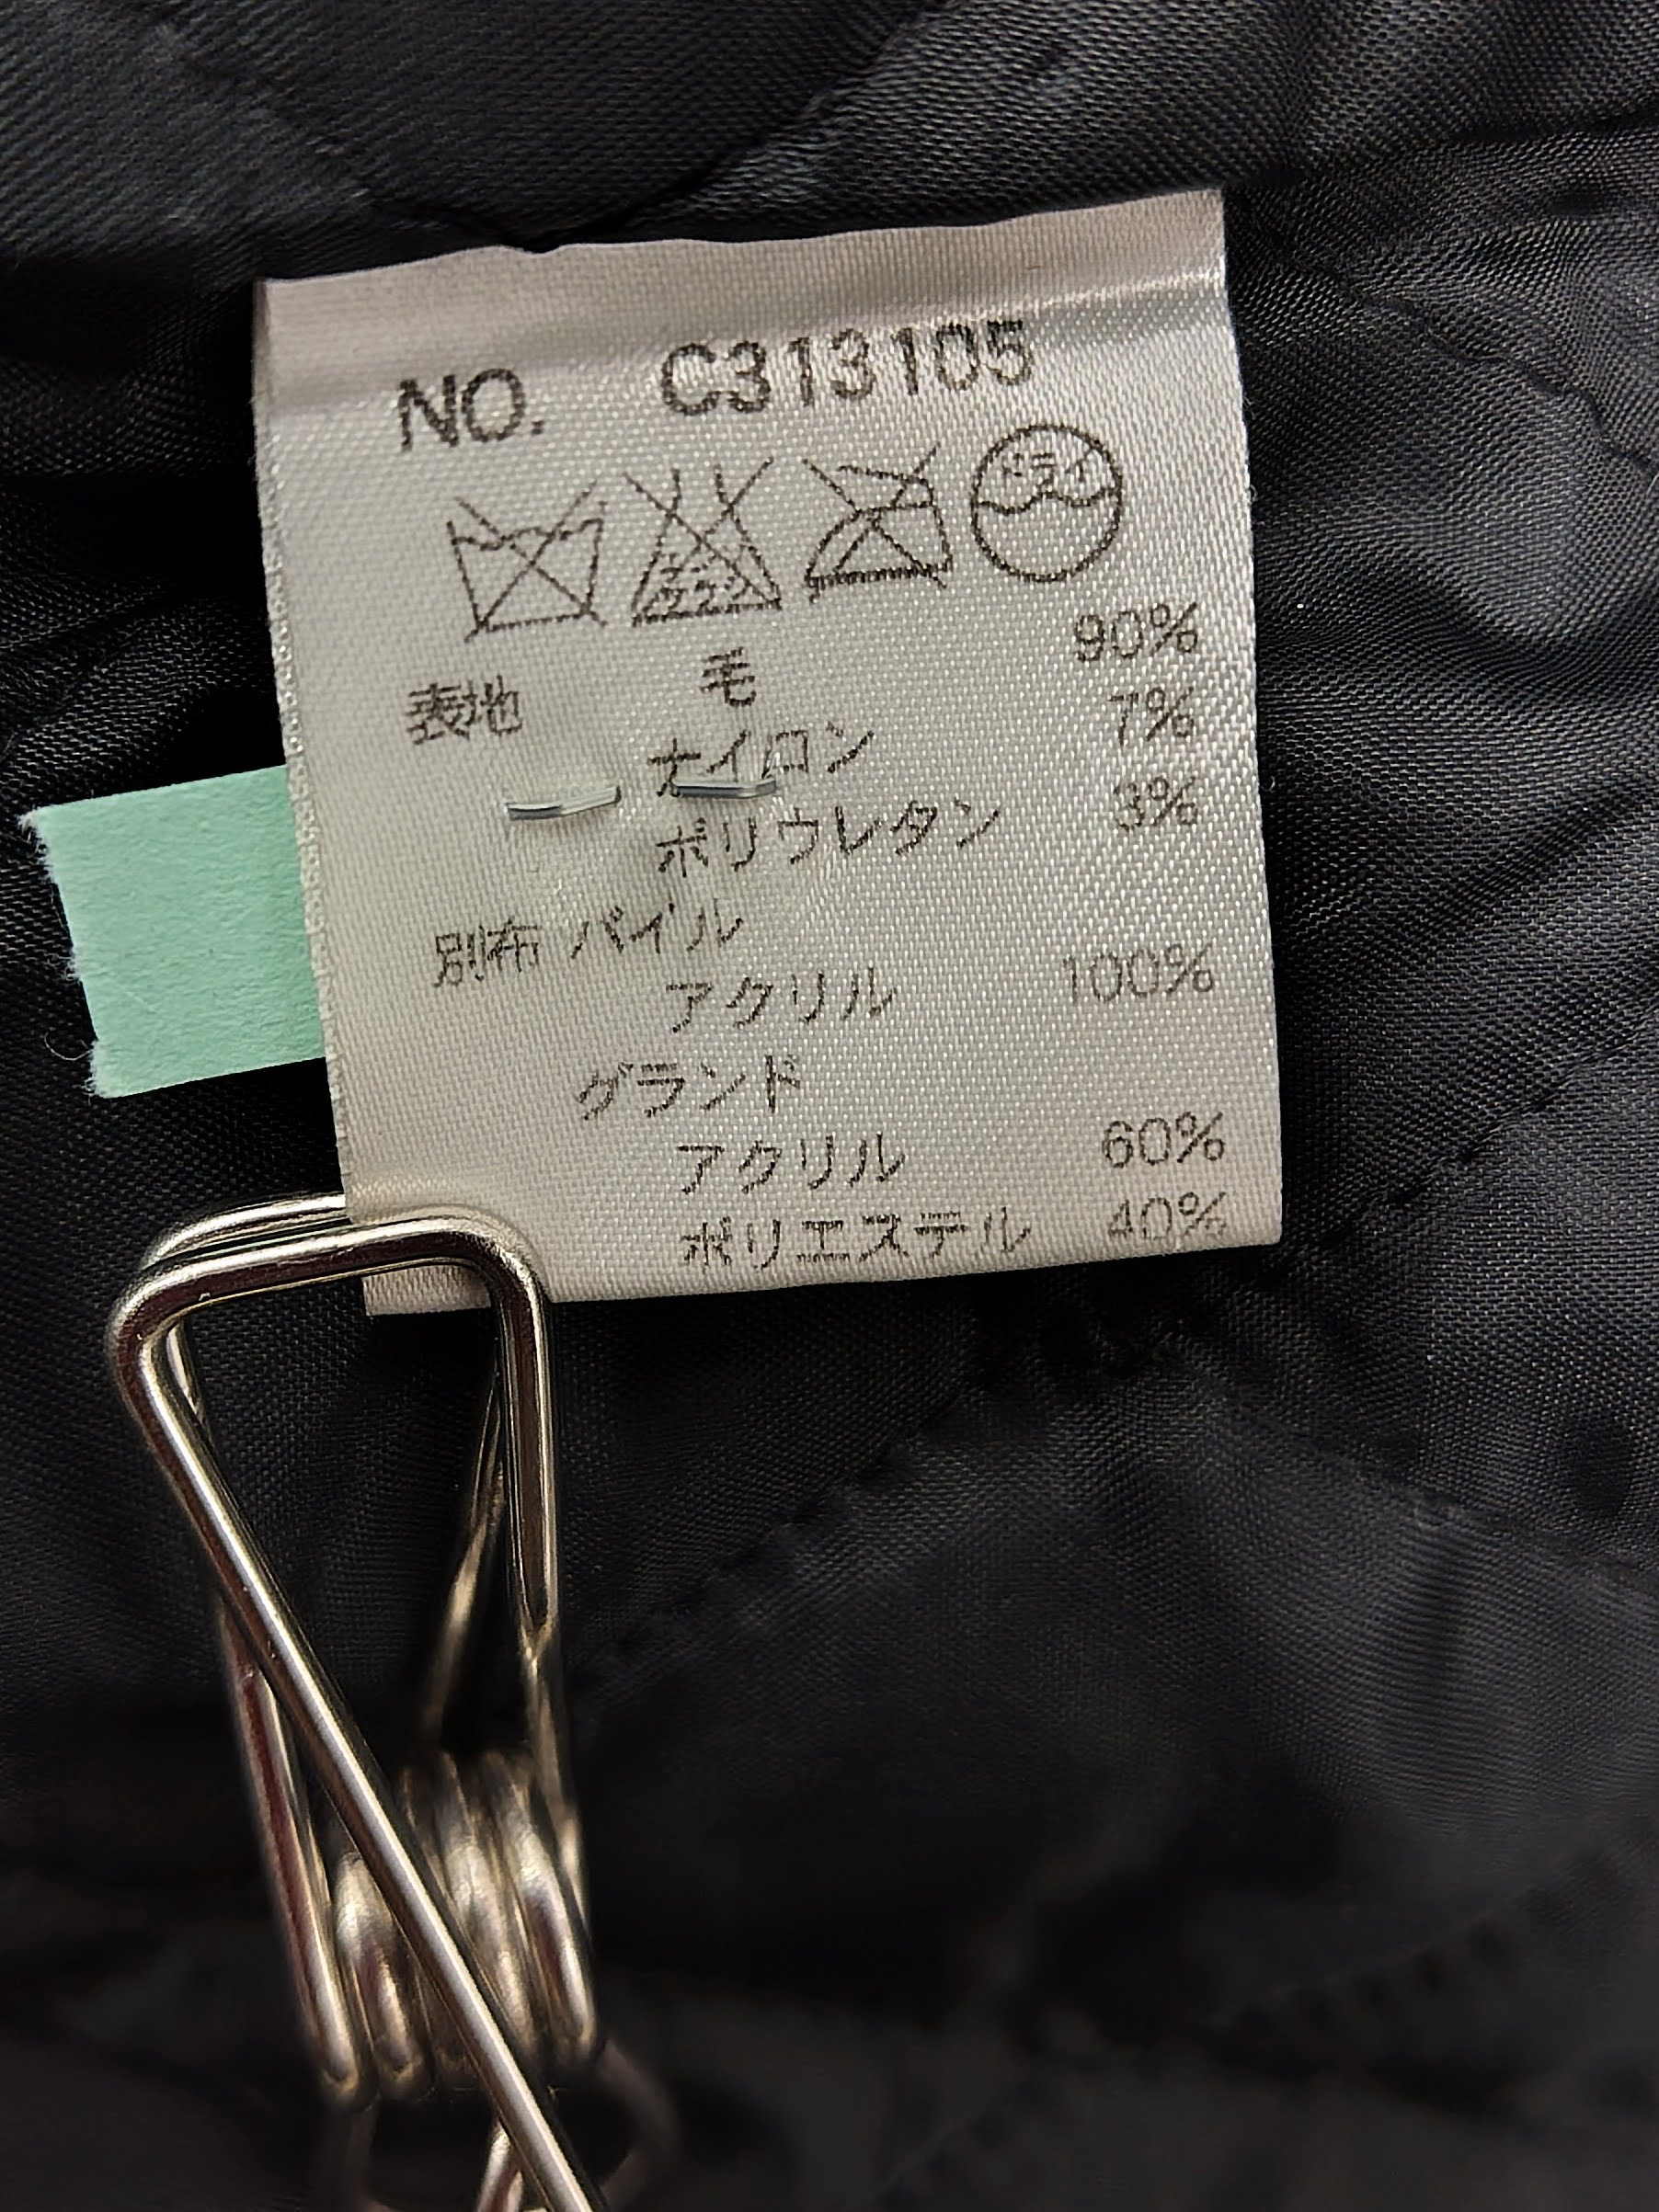 NO. C313105
ドライ
表地 毛 90%
ナイロン 7%
ポリウレタン 3%
別布 パイル
アクリル 100%
グランド
アクリル 60%
ポリエステル 40%